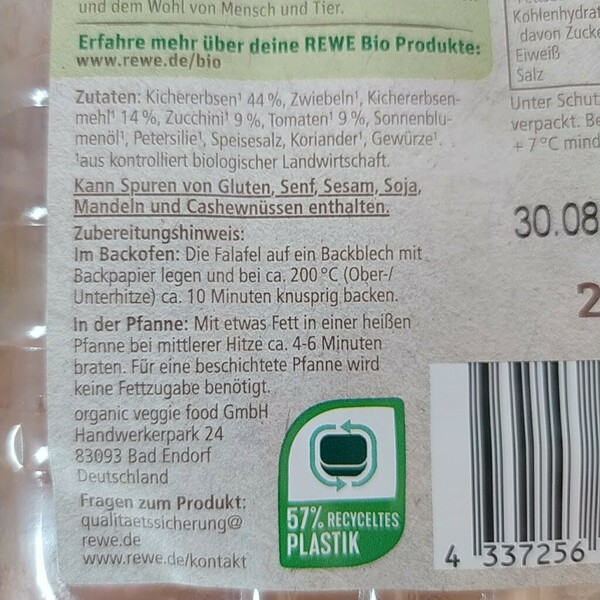 und dem Wohl von Mensch und Tier.
Erfahre mehr über deine REWE Bio Produkte:
www.rewe.de/bio
Zutaten: Kichererbsen¹ 44 %, Zwiebeln¹, Kichererbsen-
mehl¹ 14 %, Zucchini¹ 9 %, Tomaten¹ 9 %, Sonnenblu-
menöl¹, Petersilie¹, Speisesalz, Koriander¹, Gewürze¹.
¹aus kontrolliert biologischer Landwirtschaft.
Kann Spuren von Gluten, Senf, Sesam, Soja,
Mandeln und Cashewnüssen enthalten.
Zubereitungshinweis:
Im Backofen: Die Falafel auf ein Backblech mit
Backpapier legen und bei ca. 200 °C (Ober-/
Unterhitze) ca. 10 Minuten knusprig backen.
In der Pfanne: Mit etwas Fett in einer heißen
Pfanne bei mittlerer Hitze ca. 4-6 Minuten
braten. Für eine beschichtete Pfanne wird
keine Fettzugabe benötigt.
organic veggie food GmbH
Handwerkerpark 24
83093 Bad Endorf
Deutschland
Fragen zum Produkt:
qualitaetssicherung@
rewe.de
www.rewe.de/kontakt
57% RECYCELTES
PLASTIK
Kohlenhydrat
davon Zucke
Eiweiß
Salz
Unter Schut
verpackt. Be
+ 7 °C mind
30.08
2
4 337256